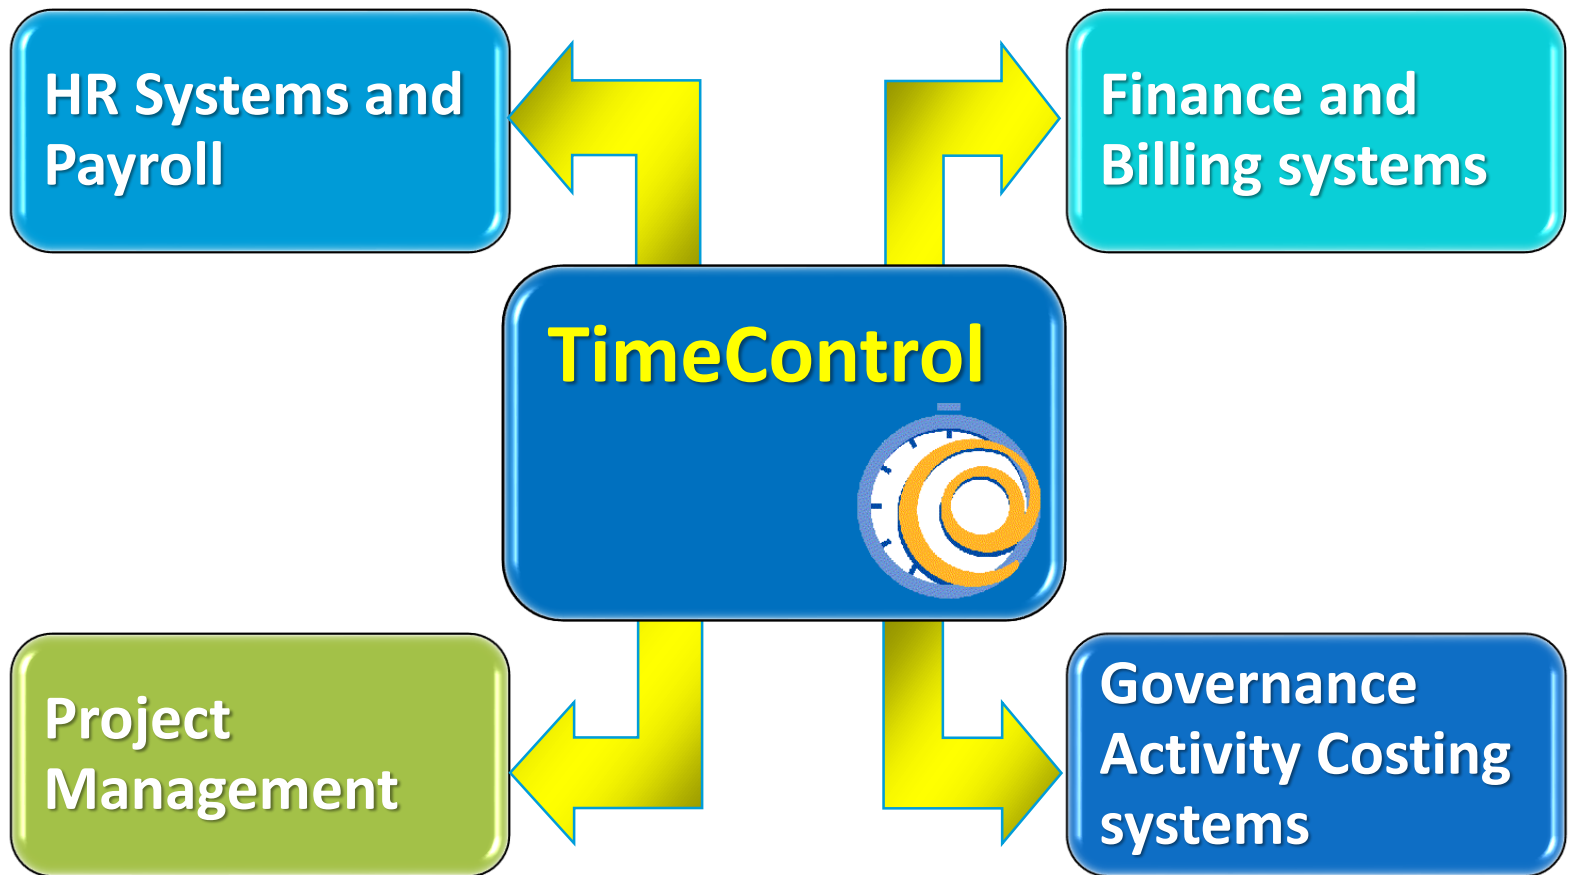 HR Systems and
Payroll
Finance and
Billing systems
TimeControl
Project
Management
Governance
Activity Costing
systems